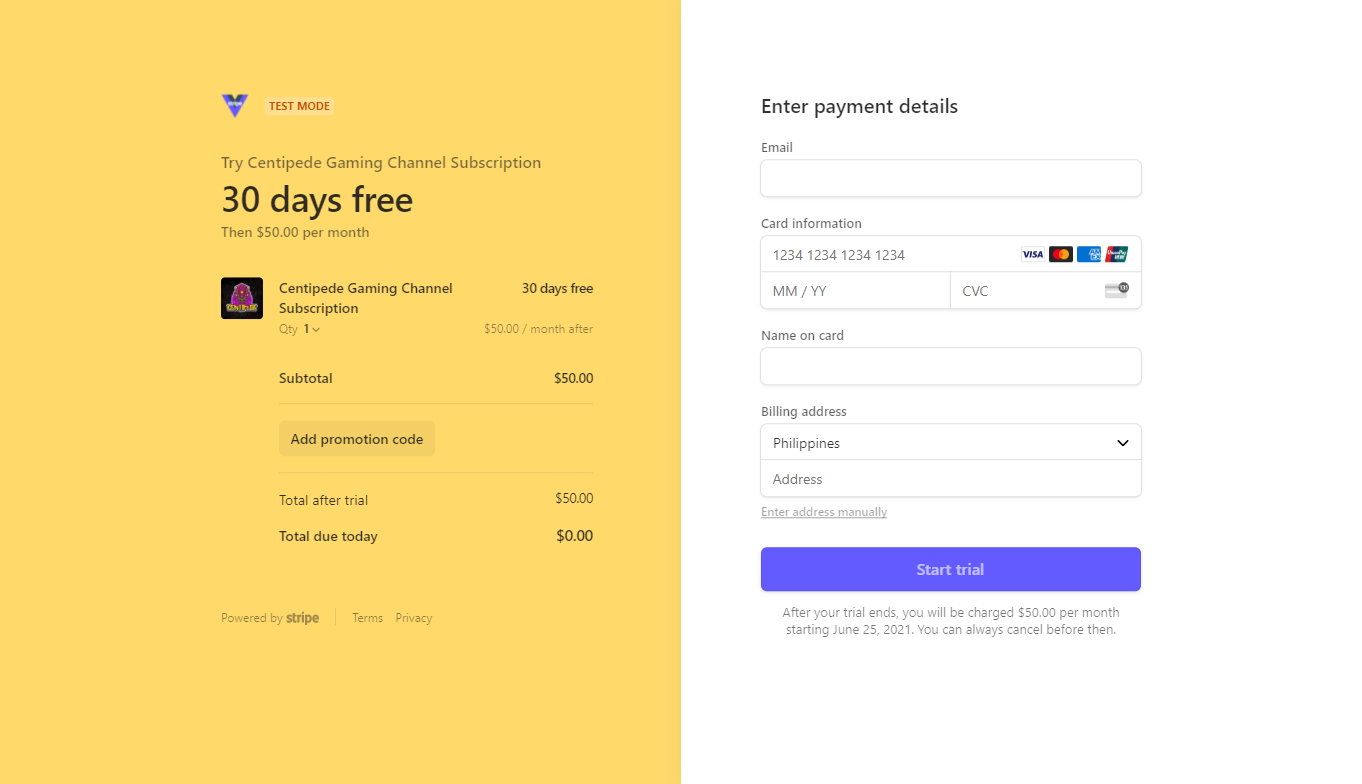 TEST MODE
Try Centipede Gaming Channel Subscription
30 days free
Then $50.00 per month
Centipede Gaming Channel 30 days free
Subscription
Qty 1 $50.00 / month after
Subtotal $50.00
Add promotion code
Total after trial $50.00
Total due today $0.00
Powered by stripe Terms Privacy
Enter payment details
Email
Card information
1234 1234 1234 1234 VISA
MM / YY CVC
Name on card
Billing address
Philippines
Address
Enter address manually
Start trial
After your trial ends, you will be charged $50.00 per month
starting June 25, 2021. You can always cancel before then.